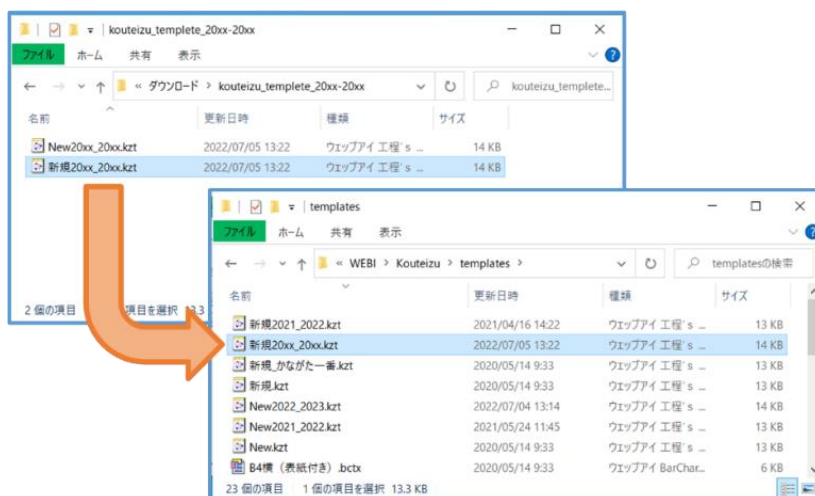 kouteizu_templete_20xx-20xx
ファイル ホーム 共有 表示
« ダウンロード > kouteizu_templete_20xx-20xx kouteizu_templete...
名前 更新日時 種類 サイズ
New20xx_20xx.kzt 2022/07/05 13:22 ウェッブアイ 工程's ... 14 KB
新規20xx_20xx.kzt 2022/07/05 13:22 ウェッブアイ 工程's ... 14 KB
2 個の項目 項目を選択 13.3
templates
ファイル ホーム 共有 表示
« WEBI > Kouteizu > templates > templatesの検索
名前 更新日時 種類 サイズ
新規2021_2022.kzt 2021/04/16 14:22 ウェッブアイ 工程's ... 13 KB
新規20xx_20xx.kzt 2022/07/05 13:22 ウェッブアイ 工程's ... 14 KB
新規_かながた一番.kzt 2020/05/14 9:33 ウェッブアイ 工程's ... 13 KB
新規.kzt 2020/05/14 9:33 ウェッブアイ 工程's ... 13 KB
New2022_2023.kzt 2022/07/04 13:14 ウェッブアイ 工程's ... 14 KB
New2021_2022.kzt 2021/05/24 11:45 ウェッブアイ 工程's ... 13 KB
New.kzt 2020/05/14 9:33 ウェッブアイ 工程's ... 13 KB
B4横（表紙付き）.bctx 2020/05/14 9:33 ウェッブアイ BarChar... 6 KB
23 個の項目 1 個の項目を選択 13.3 KB